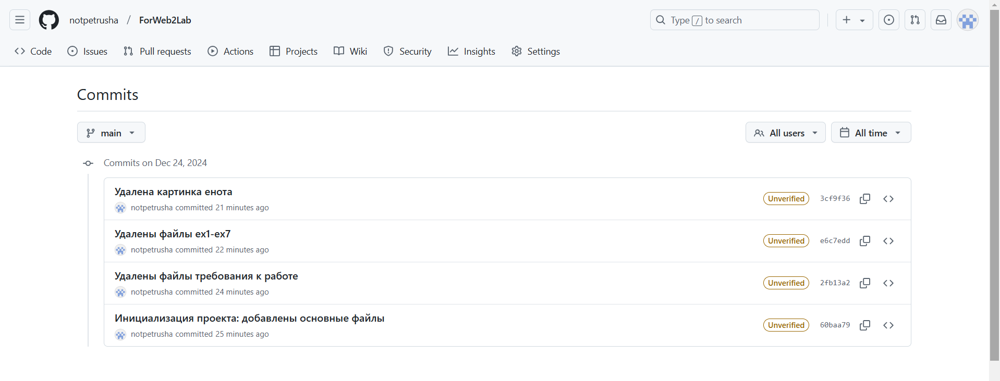 notpetrusha / ForWeb2Lab
Type / to search
Code Issues Pull requests Actions Projects Wiki Security Insights Settings
Commits
main
All users All time
Commits on Dec 24, 2024
Удалена картинка енота
notpetrusha committed 21 minutes ago
Unverified 3cf9f36
Удалены файлы ex1-ex7
notpetrusha committed 22 minutes ago
Unverified e6c7edd
Удалены файлы требования к работе
notpetrusha committed 24 minutes ago
Unverified 2fb13a2
Инициализация проекта: добавлены основные файлы
notpetrusha committed 25 minutes ago
Unverified 60baa79